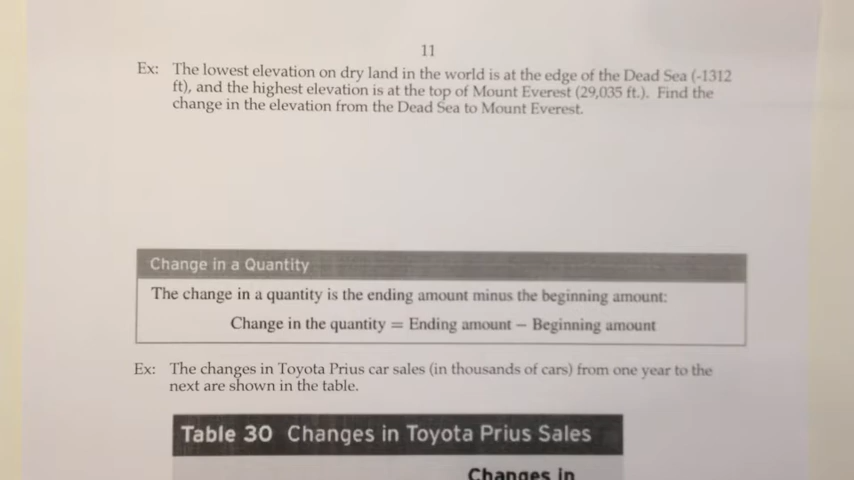 11
Ex: The lowest elevation on dry land in the world is at the edge of the Dead Sea (-1312
ft), and the highest elevation is at the top of Mount Everest (29,035 ft.). Find the
change in the elevation from the Dead Sea to Mount Everest.
Change in a Quantity
The change in a quantity is the ending amount minus the beginning amount:
Change in the quantity = Ending amount − Beginning amount
Ex: The changes in Toyota Prius car sales (in thousands of cars) from one year to the
next are shown in the table.
Table 30 Changes in Toyota Prius Sales
Changes in